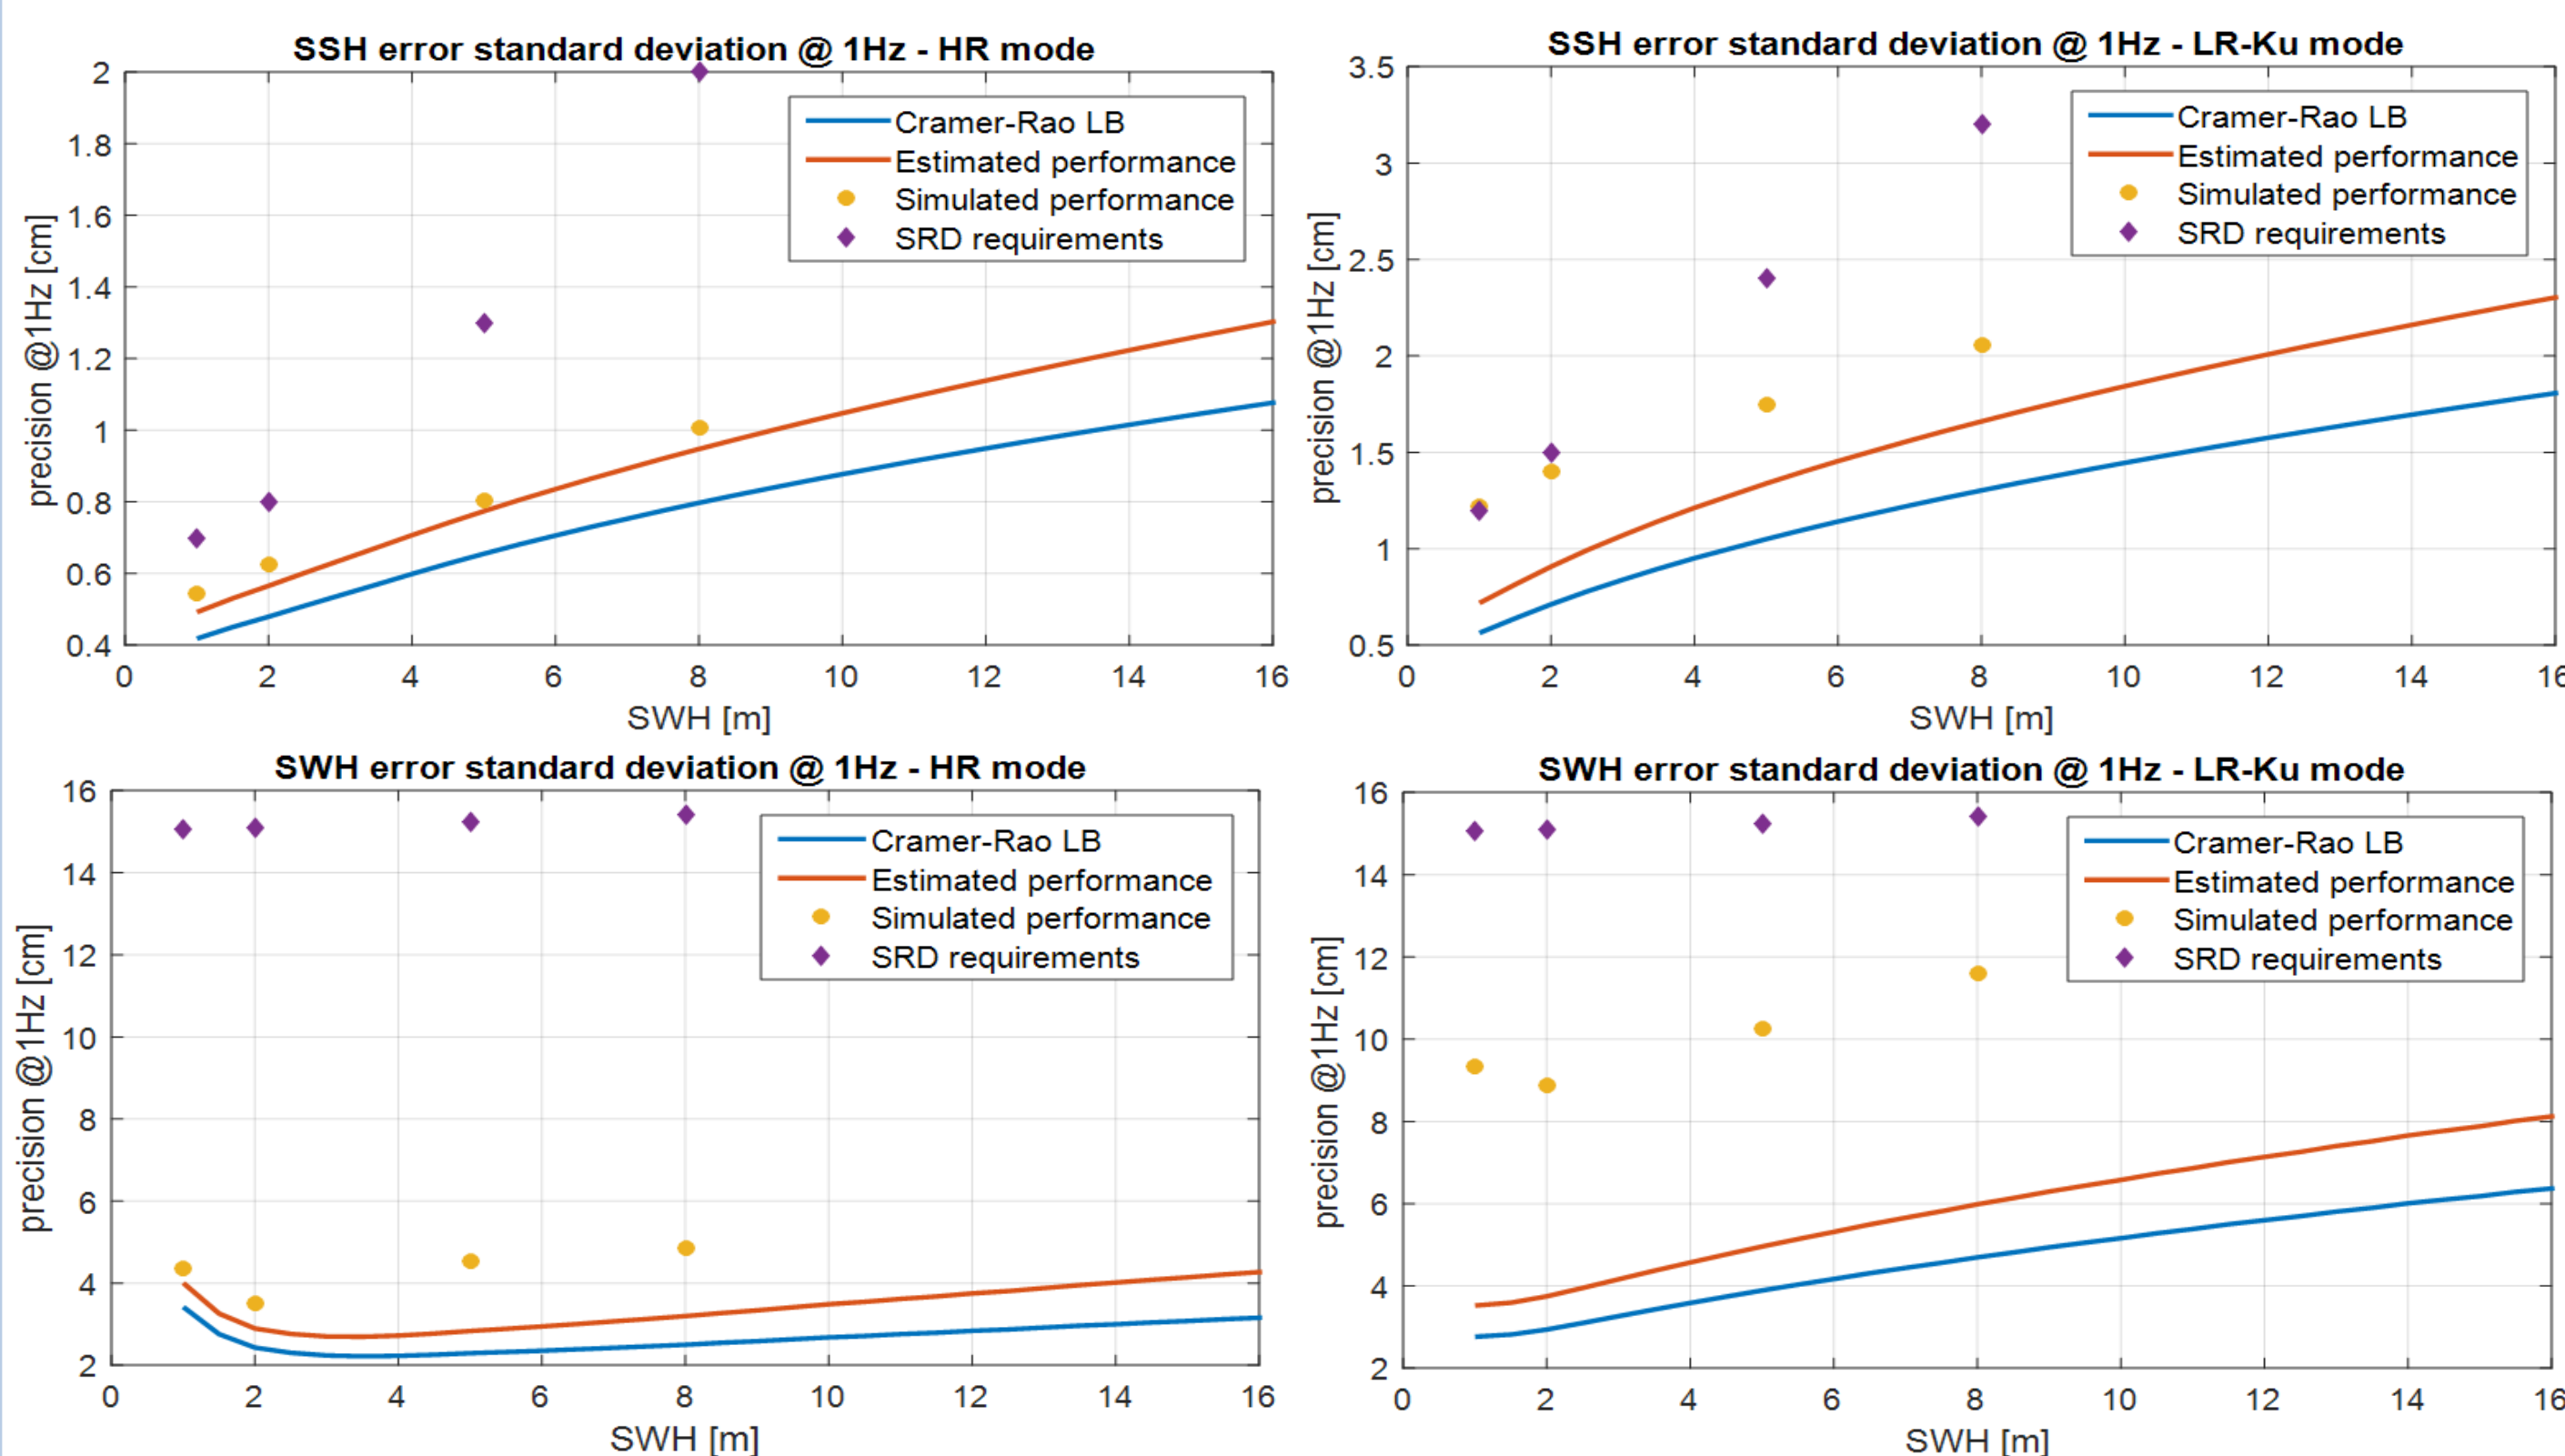 SSH error standard deviation @ 1Hz - HR mode
precision @1Hz [cm]
2
1.8
1.6
1.4
1.2
1
0.8
0.6
0.4
Cramer-Rao LB
Estimated performance
Simulated performance
SRD requirements
0 2 4 6 8 10 12 14 16
SWH [m]
SSH error standard deviation @ 1Hz - LR-Ku mode
precision @1Hz [cm]
3.5
3
2.5
2
1.5
1
0.5
Cramer-Rao LB
Estimated performance
Simulated performance
SRD requirements
0 2 4 6 8 10 12 14 16
SWH [m]
SWH error standard deviation @ 1Hz - HR mode
precision @1Hz [cm]
16
14
12
10
8
6
4
2
Cramer-Rao LB
Estimated performance
Simulated performance
SRD requirements
0 2 4 6 8 10 12 14 16
SWH [m]
SWH error standard deviation @ 1Hz - LR-Ku mode
precision @1Hz [cm]
16
14
12
10
8
6
4
2
Cramer-Rao LB
Estimated performance
Simulated performance
SRD requirements
0 2 4 6 8 10 12 14 16
SWH [m]